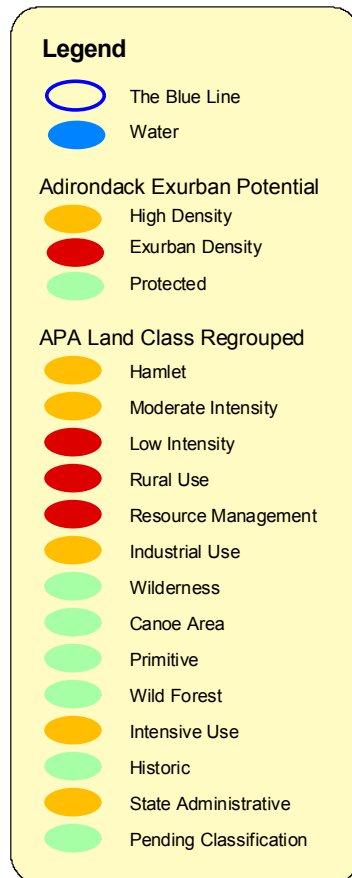 Legend
The Blue Line
Water
Adirondack Exurban Potential
High Density
Exurban Density
Protected
APA Land Class Regrouped
Hamlet
Moderate Intensity
Low Intensity
Rural Use
Resource Management
Industrial Use
Wilderness
Canoe Area
Primitive
Wild Forest
Intensive Use
Historic
State Administrative
Pending Classification